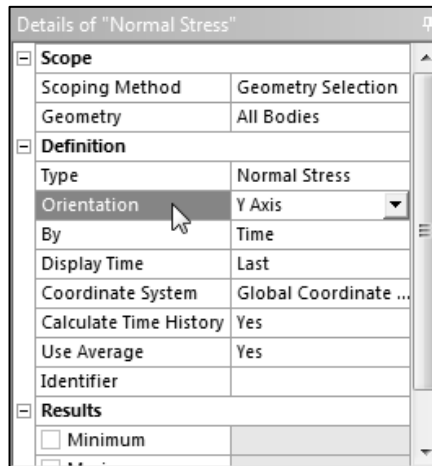 Details of "Normal Stress"
Scope
Scoping Method Geometry Selection
Geometry All Bodies
Definition
Type Normal Stress
Orientation Y Axis
By Time
Display Time Last
Coordinate System Global Coordinate ...
Calculate Time History Yes
Use Average Yes
Identifier
Results
Minimum